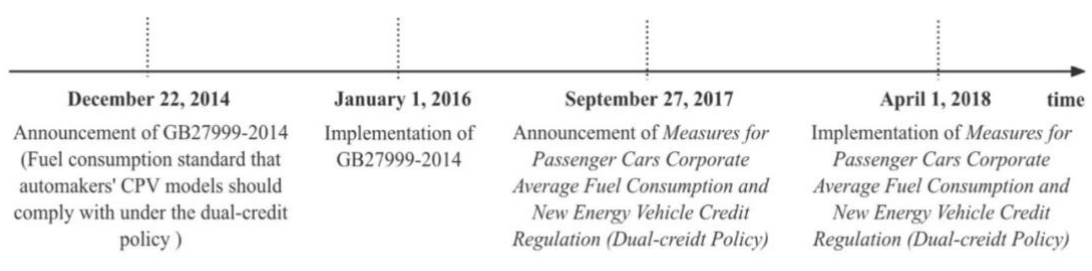 December 22, 2014
Announcement of GB27999-2014
(Fuel consumption standard that
automakers' CPV models should
comply with under the dual-credit
policy )
January 1, 2016
Implementation of
GB27999-2014
September 27, 2017
Announcement of Measures for
Passenger Cars Corporate
Average Fuel Consumption and
New Energy Vehicle Credit
Regulation (Dual-creidt Policy)
April 1, 2018
Implementation of Measures for
Passenger Cars Corporate
Average Fuel Consumption and
New Energy Vehicle Credit
Regulation (Dual-creidt Policy)
time